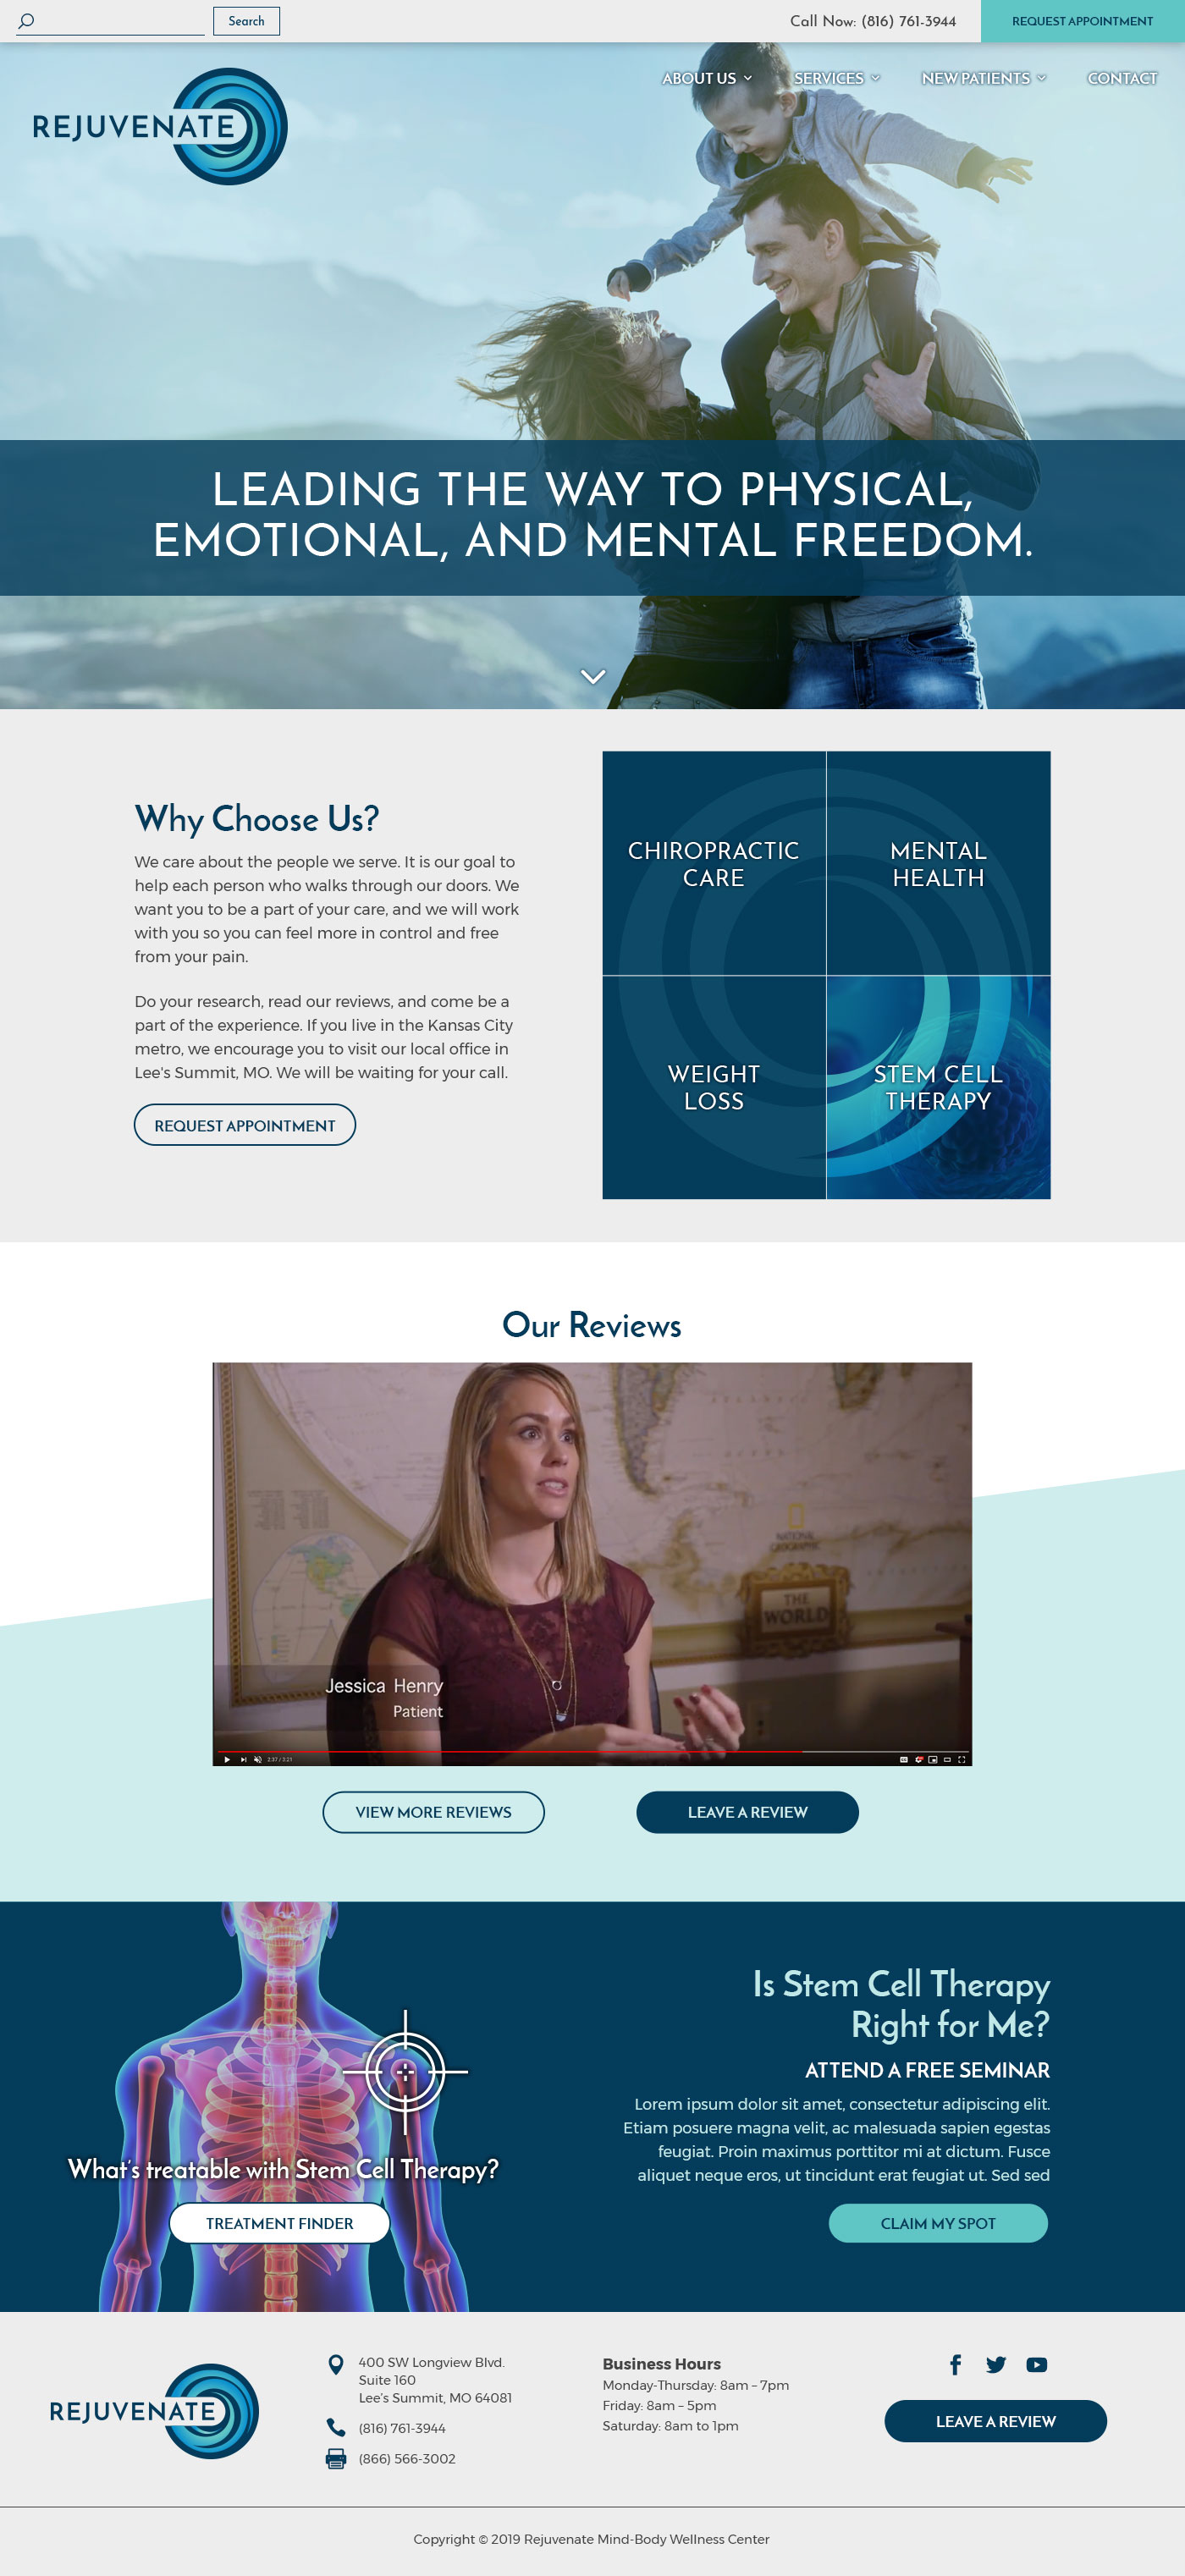 Search
Call Now: (816) 761-3944
REQUEST APPOINTMENT
REJUVENATE
ABOUT US
SERVICES
NEW PATIENTS
CONTACT
LEADING THE WAY TO PHYSICAL,
EMOTIONAL, AND MENTAL FREEDOM.
Why Choose Us?
We care about the people we serve. It is our goal to
help each person who walks through our doors. We
want you to be a part of your care, and we will work
with you so you can feel more in control and free
from your pain.
Do your research, read our reviews, and come be a
part of the experience. If you live in the Kansas City
metro, we encourage you to visit our local office in
Lee's Summit, MO. We will be waiting for your call.
REQUEST APPOINTMENT
CHIROPRACTIC
CARE
MENTAL
HEALTH
WEIGHT
LOSS
STEM CELL
THERAPY
Our Reviews
NATIONAL
GEOGRAPHIC
THE
WORLD
Jessica Henry
Patient
2:37 / 3:21
VIEW MORE REVIEWS
LEAVE A REVIEW
What's treatable with Stem Cell Therapy?
TREATMENT FINDER
Is Stem Cell Therapy
Right for Me?
ATTEND A FREE SEMINAR
Lorem ipsum dolor sit amet, consectetur adipiscing elit.
Etiam posuere magna velit, ac malesuada sapien egestas
feugiat. Proin maximus porttitor mi at dictum. Fusce
aliquet neque eros, ut tincidunt erat feugiat ut. Sed sed
CLAIM MY SPOT
REJUVENATE
400 SW Longview Blvd.
Suite 160
Lee's Summit, MO 64081
(816) 761-3944
(866) 566-3002
Business Hours
Monday-Thursday: 8am – 7pm
Friday: 8am – 5pm
Saturday: 8am to 1pm
LEAVE A REVIEW
Copyright © 2019 Rejuvenate Mind-Body Wellness Center